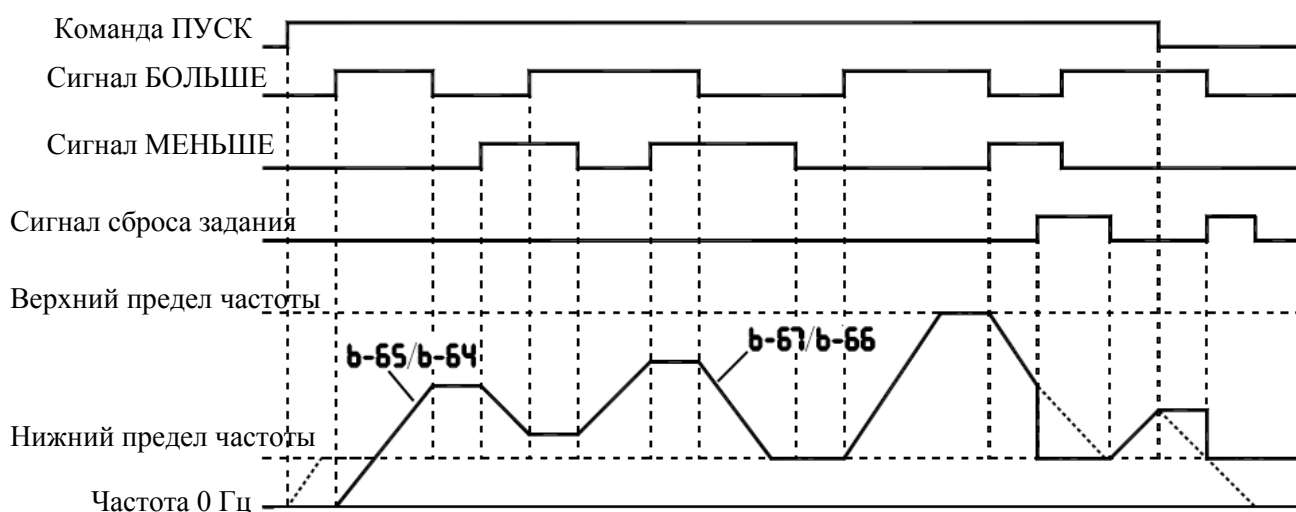 Команда ПУСК
Сигнал БОЛЬШЕ
Сигнал МЕНЬШЕ
Сигнал сброса задания
Верхний предел частоты
b-65/b-64
b-67/b-66
Нижний предел частоты
Частота 0 Гц